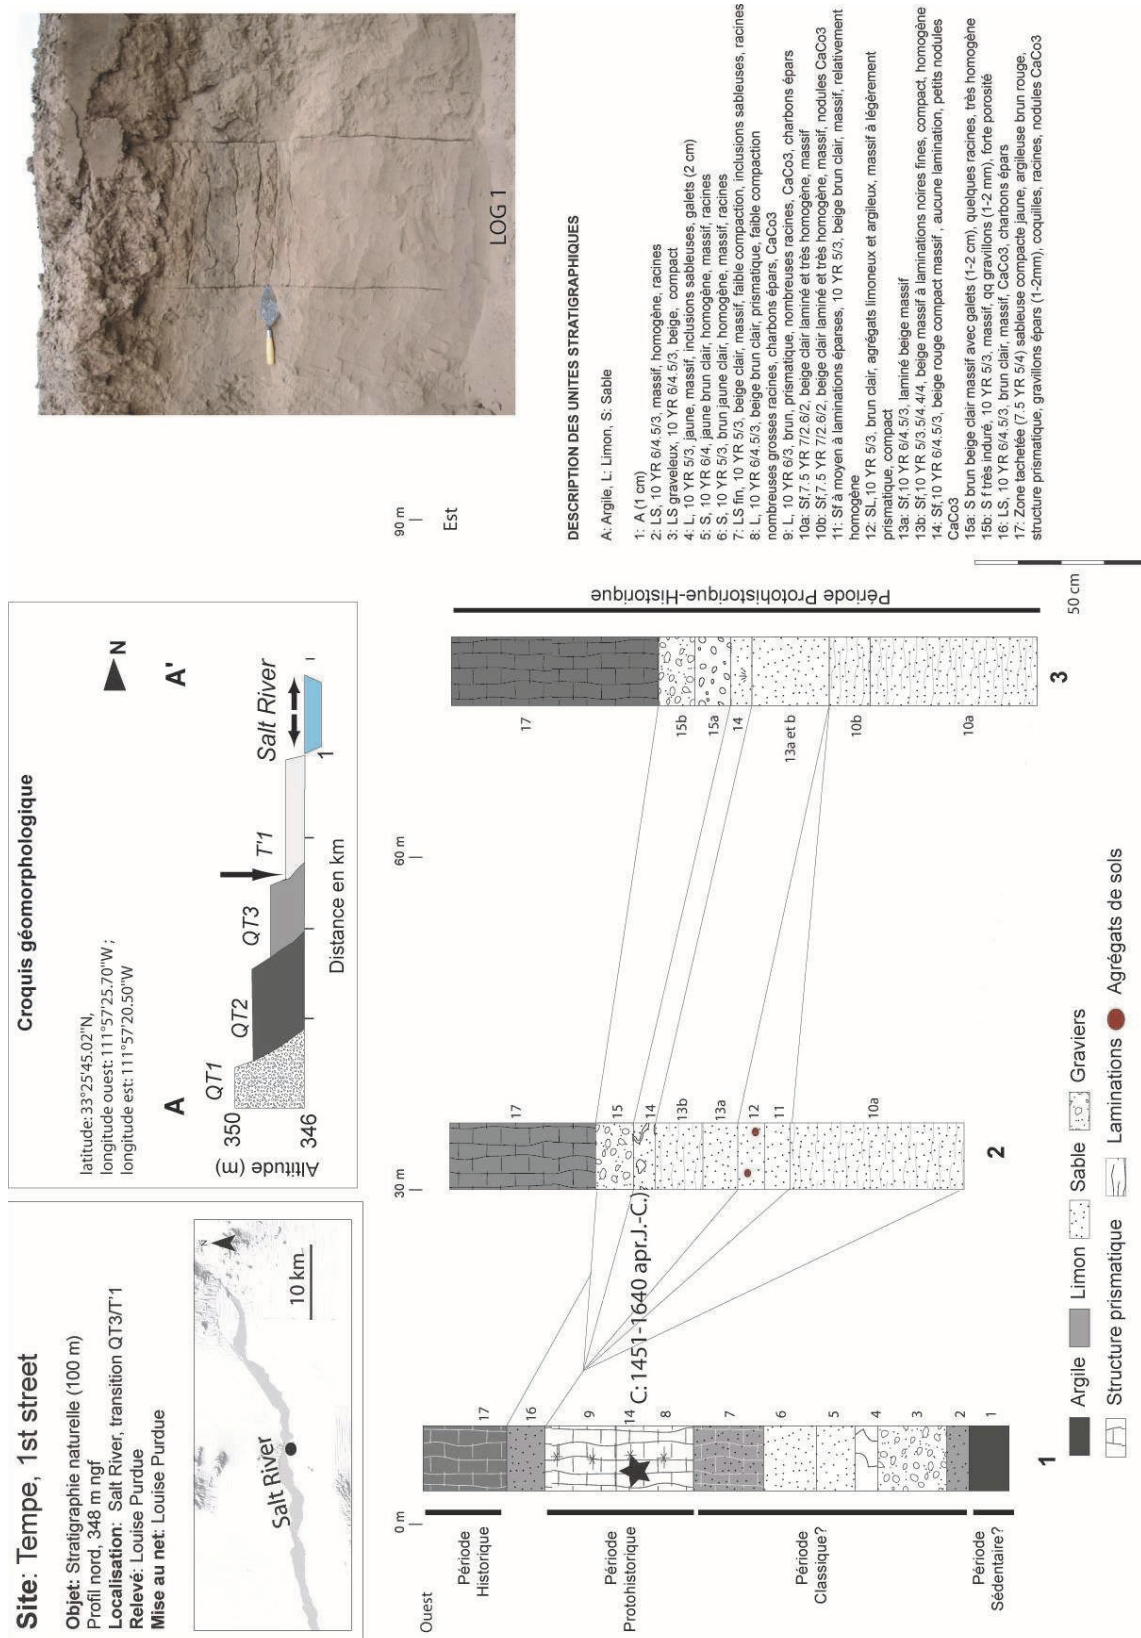 Site: Tempe, 1st street
Objet: Stratigraphie naturelle (100 m)
Profil nord, 348 m ngf
Localisation: Salt River, transition QT3/T'1
Relevé: Louise Purdue
Mise au net: Louise Purdue
N
Salt River
10 km
Croquis géomorphologique
latitude: 33°25'45.02"N,
longitude ouest: 111°57'25.70"W ;
longitude est: 111°57'20.50"W
N
A
A'
QT1
QT2
QT3
T'1
Salt River
350
346
Altitude (m)
1
Distance en km
LOG 1
Ouest
0 m
30 m
60 m
90 m
Est
Période
Historique
Période
Protohistorique
Période
Classique?
Période
Sédentaire?
17
16
9
14
8
7
6
5
4
3
2
1
1
C:1451-1640 apr.J.-C.)
17
15
14
13b
13a
12
11
10a
2
17
15b
15a
14
13a et b
10b
10a
3
Période Protohistorique-Historique
50 cm
DESCRIPTION DES UNITES STRATIGRAPHIQUES
A: Argile, L: Limon, S: Sable
1: A (1 cm)
2: LS, 10 YR 6/4.5/3, massif, homogène, racines
3: LS graveleux, 10 YR 6/4.5/3, beige, compact
4: L, 10 YR 5/3, jaune, massif, inclusions sableuses, galets (2 cm)
5: S, 10 YR 6/4, jaune brun clair, homogène, massif, racines
6: S, 10 YR 5/3, brun jaune clair, homogène, massif, racines
7: LS fin, 10 YR 5/3, beige clair, massif, faible compaction, inclusions sableuses, racines
8: L, 10 YR 6/4.5/3, beige brun clair, prismatique, faible compaction
nombreuses grosses racines, charbons épars, CaCo3
9: L, 10 YR 6/3, brun, prismatique, nombreuses racines, CaCo3, charbons épars
10a: Sf,7.5 YR 7/2.6/2, beige clair laminé et très homogène, massif
10b: Sf,7.5 YR 7/2.6/2, beige clair laminé et très homogène, massif, nodules CaCo3
11: Sf à moyen à laminations éparses, 10 YR 5/3, beige brun clair, massif, relativement
homogène
12: SL,10 YR 5/3, brun clair, agrégats limoneux et argileux, massif à légèrement
prismatique, compact
13a: Sf,10 YR 6/4.5/3, laminé beige massif
13b: Sf,10 YR 5/3.5/4.4/4, beige massif à laminations noires fines, compact, homogène
14: Sf,10 YR 6/4.5/3, beige rouge compact massif , aucune lamination, petits nodules
CaCo3
15a: S brun beige clair massif avec galets (1-2 cm), quelques racines, très homogène
15b: S f très induré, 10 YR 5/3, massif, qq gravillons (1-2 mm), forte porosité
16: LS, 10 YR 6/4.5/3, brun clair, massif, CaCo3, charbons épars
17: Zone tachetée (7.5 YR 5/4) sableuse compacte jaune, argileuse brun rouge,
structure prismatique, gravillons épars (1-2mm), coquilles, racines, nodules CaCo3
Argile
Limon
Sable
Graviers
Structure prismatique
Laminations
Agrégats de sols